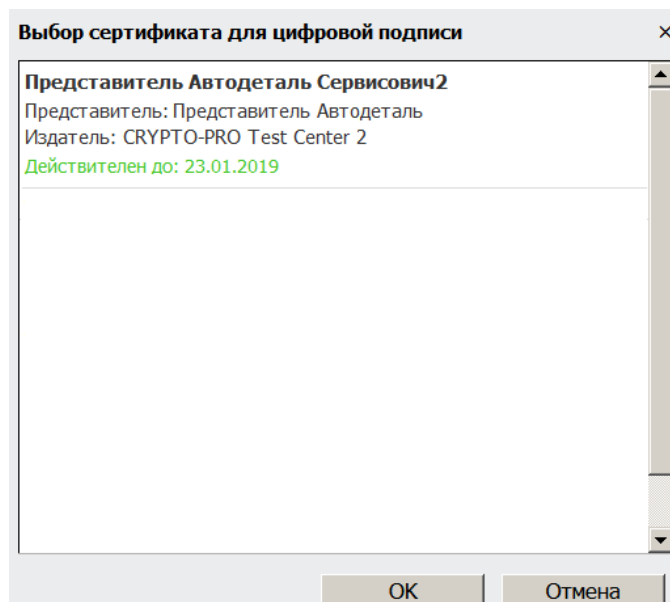 Выбор сертификата для цифровой подписи
Представитель Автодеталь Сервисович2
Представитель: Представитель Автодеталь
Издатель: CRYPTO-PRO Test Center 2
Действителен до: 23.01.2019
OK Отмена